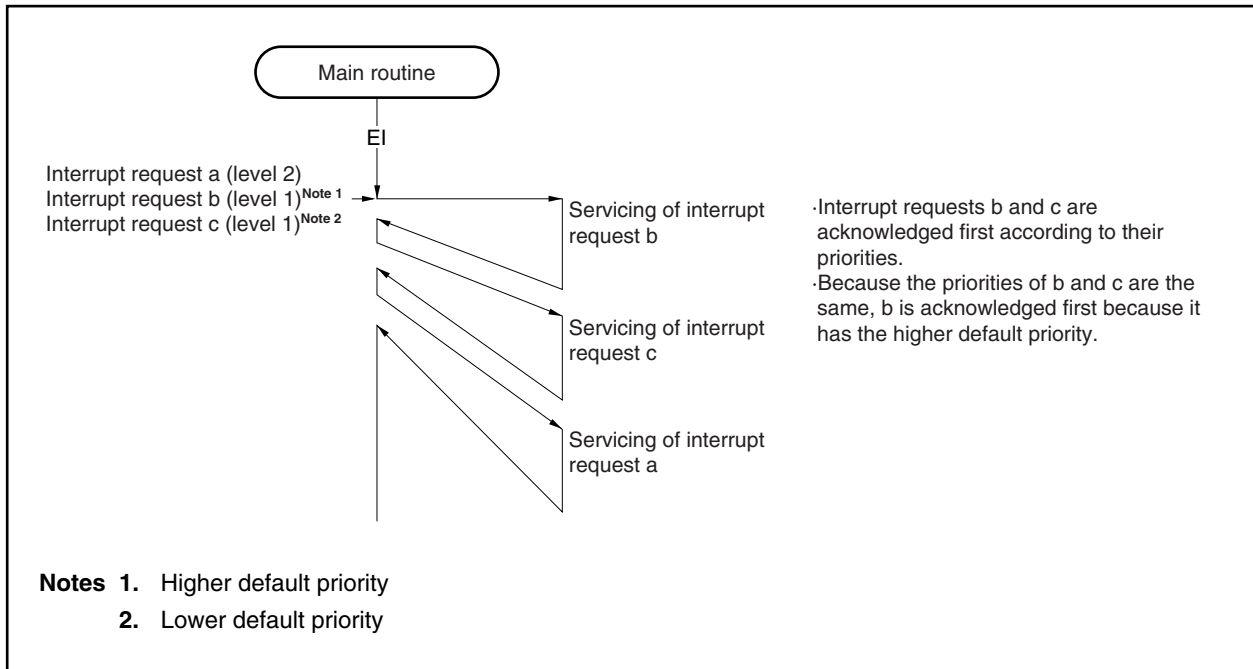 Main routine
EI
Interrupt request a (level 2)
Interrupt request b (level 1)Note 1
Interrupt request c (level 1)Note 2
Servicing of interrupt
request b
Servicing of interrupt
request c
Servicing of interrupt
request a
·Interrupt requests b and c are
acknowledged first according to their
priorities.
·Because the priorities of b and c are the
same, b is acknowledged first because it
has the higher default priority.
Notes 1. Higher default priority
2. Lower default priority